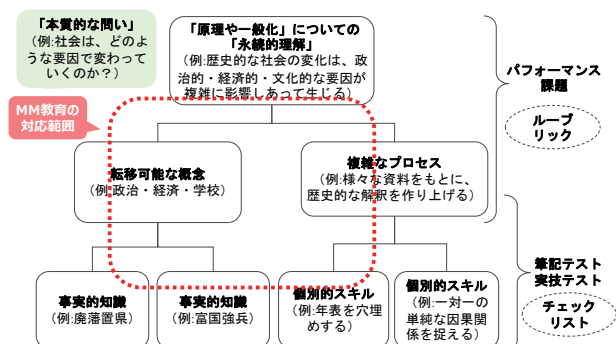 「本質的な問い」
(例:社会は、どのよ
うな要因で変わって
いくのか？)
「原理や一般化」についての
「永続的理解」
(例:歴史的な社会の変化は、政
治的・経済的・文化的な要因が
複雑に影響しあって生じる)
パフォーマンス
課題
ルーブ
リック
MM教育の
対応範囲
転移可能な概念
(例:政治・経済・学校)
複雑なプロセス
(例:様々な資料をもとに、
歴史的な解釈を作り上げる)
事実的知識
(例:廃藩置県)
事実的知識
(例:富国強兵)
個別的スキル
(例:年表を穴埋
めする)
個別的スキル
(例:一対一の
単純な因果関
係を捉える)
筆記テスト
実技テスト
チェック
リスト